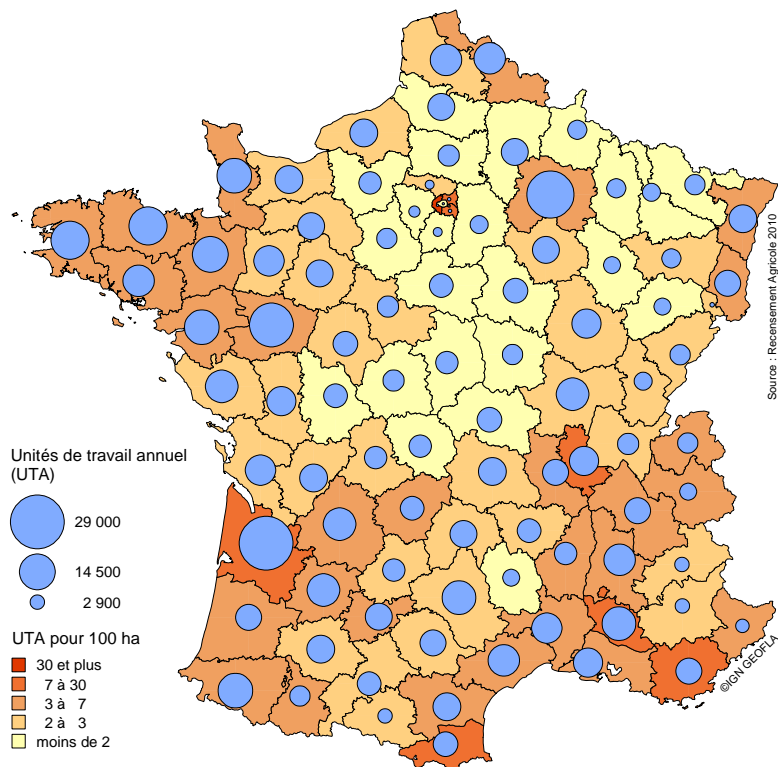 Unités de travail annuel
(UTA)
29 000
14 500
2 900
UTA pour 100 ha
30 et plus
7 à 30
3 à 7
2 à 3
moins de 2
Source : Recensement Agricole 2010
©IGN GEOFLA